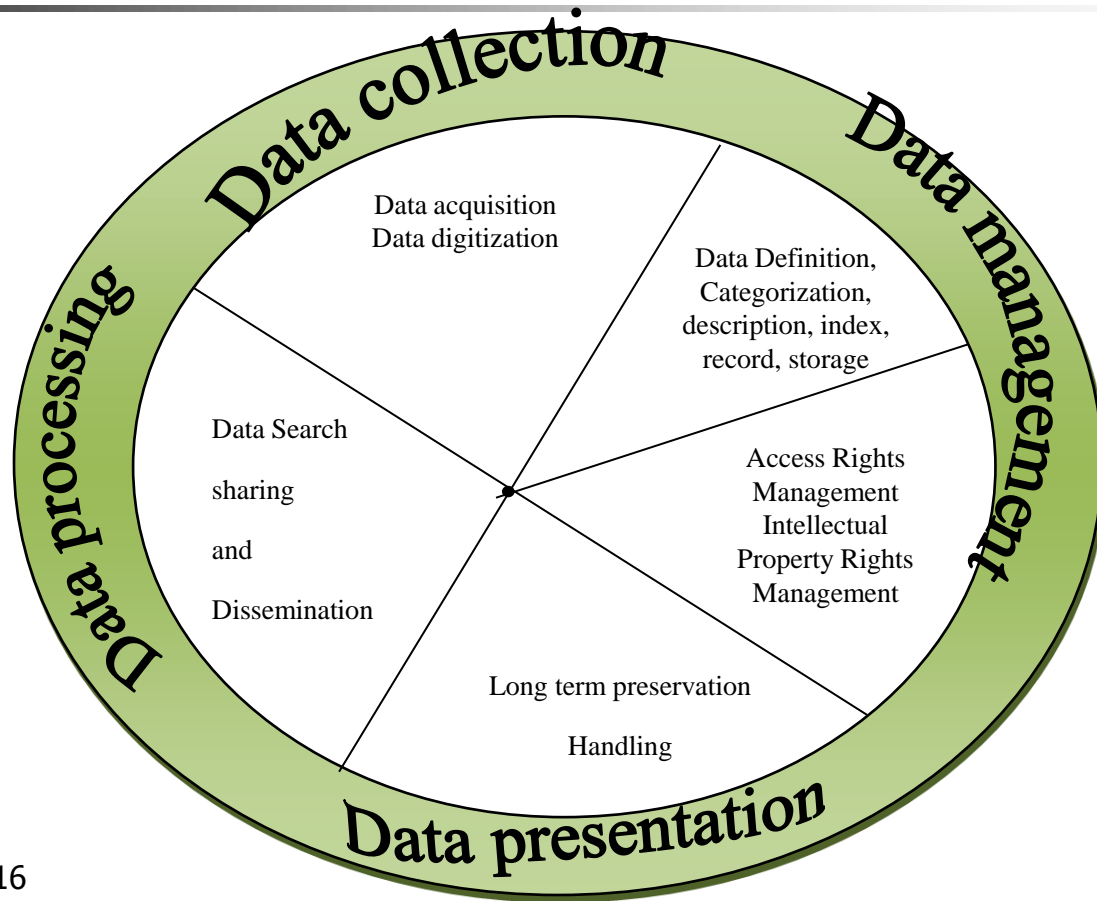 Data collection
Data management
Data processing
Data presentation
Data acquisition
Data digitization
Data Definition,
Categorization,
description, index,
record, storage
Access Rights
Management
Intellectual
Property Rights
Management
Data Search
sharing
and
Dissemination
Long term preservation
Handling
16